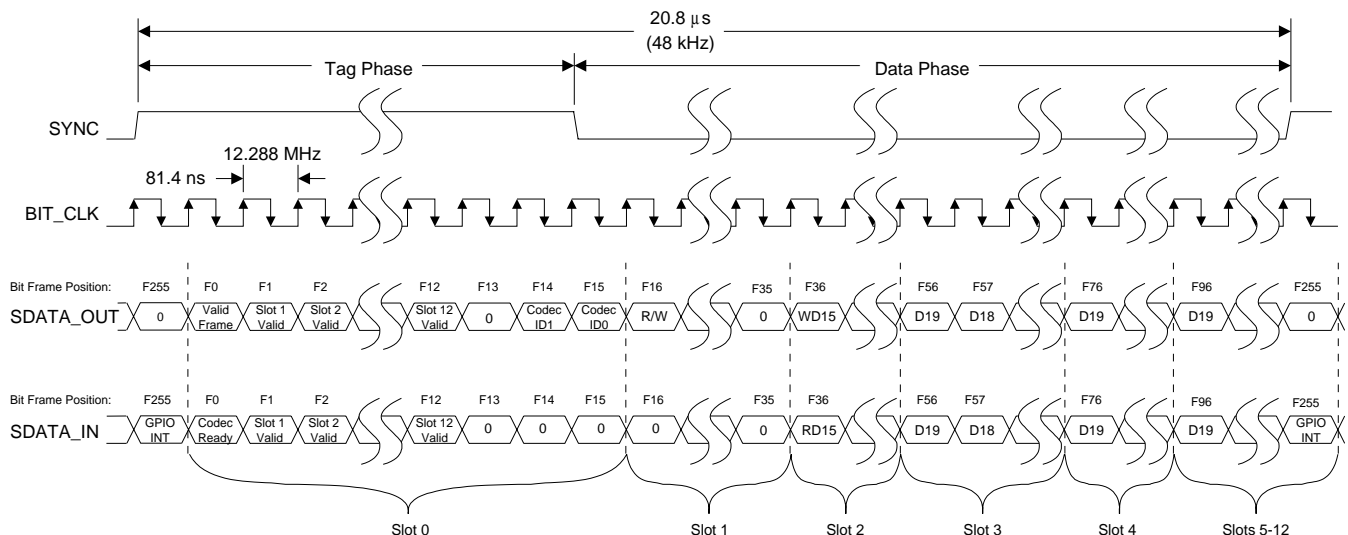 20.8 μs
(48 kHz)
Tag Phase
Data Phase
SYNC
12.288 MHz
81.4 ns
BIT_CLK
Bit Frame Position: F255 F0 F1 F2 F12 F13 F14 F15 F16 F35 F36 F56 F57 F76 F96 F255
SDATA_OUT 0 Valid Frame Slot 1 Valid Slot 2 Valid Slot 12 Valid 0 Codec ID1 Codec ID0 R/W 0 WD15 D19 D18 D19 D19 0
Bit Frame Position: F255 F0 F1 F2 F12 F13 F14 F15 F16 F35 F36 F56 F57 F76 F96 F255
SDATA_IN GPIO INT Codec Ready Slot 1 Valid Slot 2 Valid Slot 12 Valid 0 0 0 0 0 RD15 D19 D18 D19 D19 GPIO INT
Slot 0 Slot 1 Slot 2 Slot 3 Slot 4 Slots 5-12